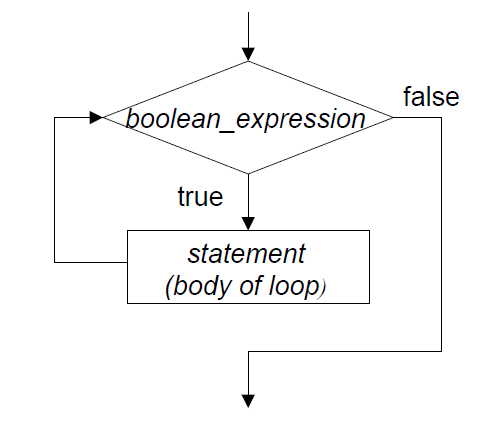 false
boolean_expression
true
statement
(body of loop)